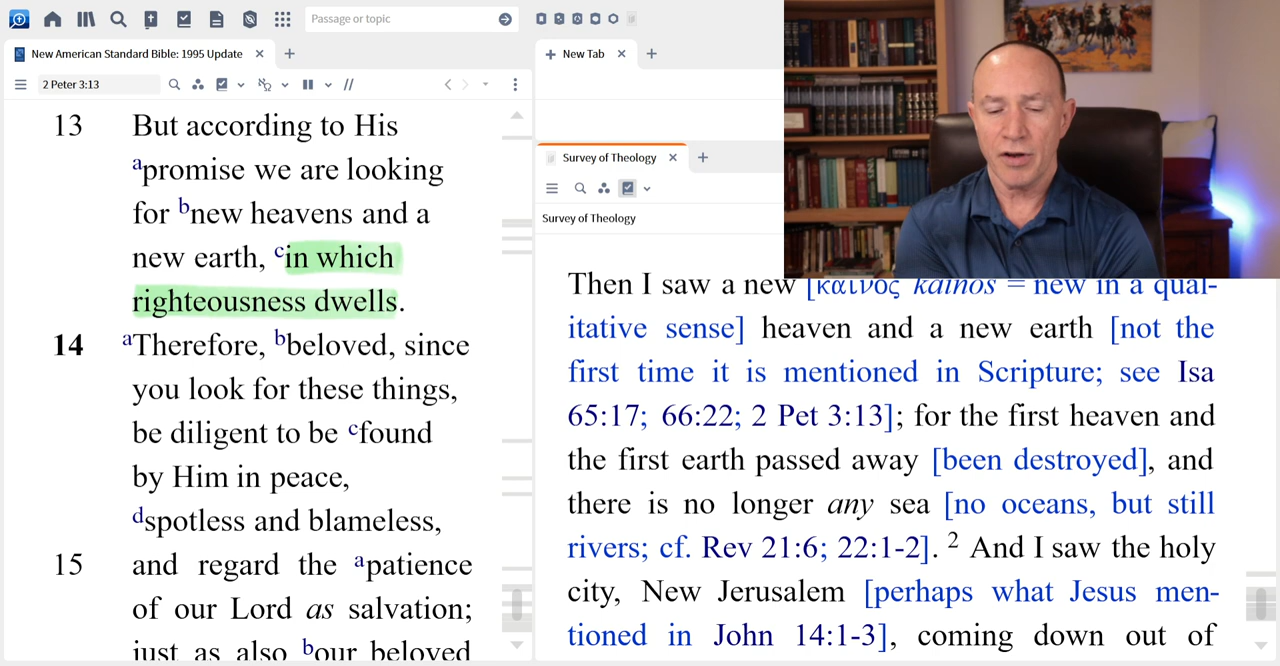 Passage or topic
New American Standard Bible: 1995 Update
2 Peter 3:13
13 But according to His
apromise we are looking
for bnew heavens and a
new earth, cin which
righteousness dwells.
14 aTherefore, bbeloved, since
you look for these things,
be diligent to be cfound
by Him in peace,
dspotless and blameless,
15 and regard the apatience
of our Lord as salvation;
just as also bour beloved
New Tab
Survey of Theology
Survey of Theology
Then I saw a new [καινός kainos = new in a qual-
itative sense] heaven and a new earth [not the
first time it is mentioned in Scripture; see Isa
65:17; 66:22; 2 Pet 3:13]; for the first heaven and
the first earth passed away [been destroyed], and
there is no longer any sea [no oceans, but still
rivers; cf. Rev 21:6; 22:1-2]. 2 And I saw the holy
city, New Jerusalem [perhaps what Jesus men-
tioned in John 14:1-3], coming down out of